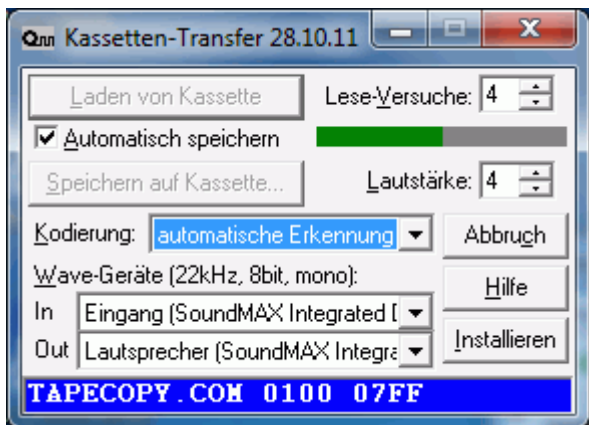 Kassetten-Transfer 28.10.11
Laden von Kassette Lese-Versuche: 4
Automatisch speichern
Speichern auf Kassette... Lautstärke: 4
Kodierung: automatische Erkennung Abbruch
Wave-Geräte (22kHz, 8bit, mono): Hilfe
In Eingang (SoundMAX Integrated D
Out Lautsprecher (SoundMAX Integra Installieren
TAPECOPY.COM 0100 07FF